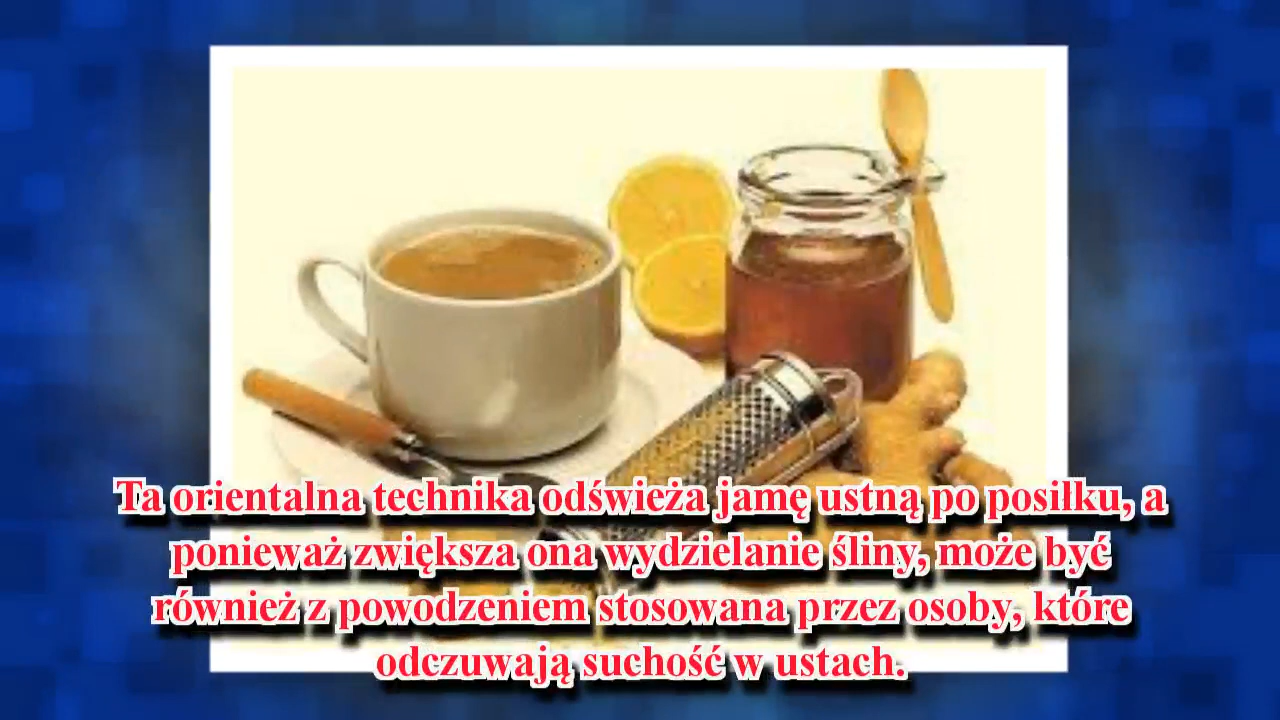 Ta orientalna technika odświeża jamę ustną po posiłku, a
ponieważ zwiększa ona wydzielanie śliny, może być
również z powodzeniem stosowana przez osoby, które
odczuwają suchość w ustach.